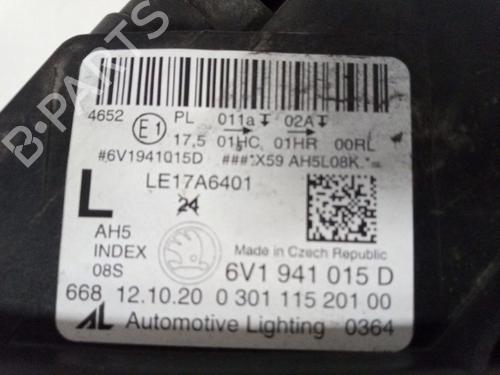 B-PARTS
4652 E1 PL 011a 02A
17,5 01HC 01HR 00RL
#6V1941015D ###*X59 AH5L08K *=
LE17A6401
24
L
AH5
INDEX
08S
Made in Czech Republic
6V1 941 015 D
668 12.10.20 0 301 115 201 00
AL Automotive Lighting 0364